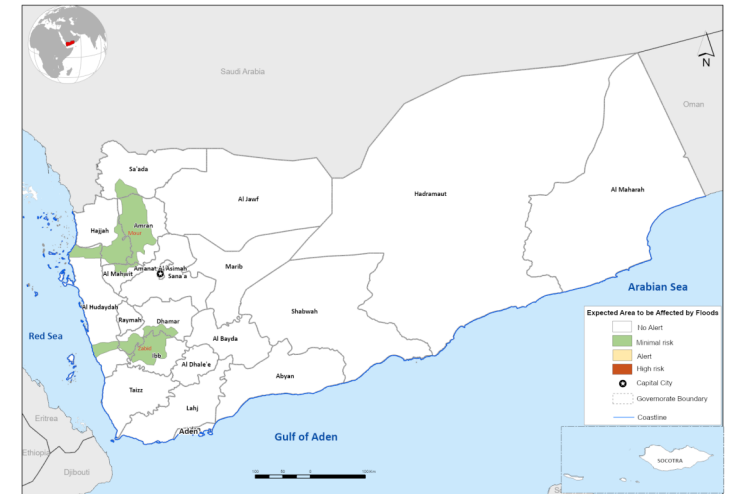 N
Saudi Arabia
Oman
Sa'ada
Al Jawf
Hadramaut
Al Maharah
Hajjah
Amran
Mawr
Al Mahwit
Amanat Al Asimah
Sana'a
Marib
Arabian Sea
Al Hudaydah
Raymah
Dhamar
Shabwah
Red Sea
Zabid
Ibb
Al Bayda
Al Dhale'e
Abyan
Taizz
Lahj
Aden
Gulf of Aden
Eritrea
Ethiopia
Djibouti
Expected Area to be Affected by Floods
No Alert
Minimal risk
Alert
High risk
Capital City
Governorate Boundary
Coastline
SOCOTRA